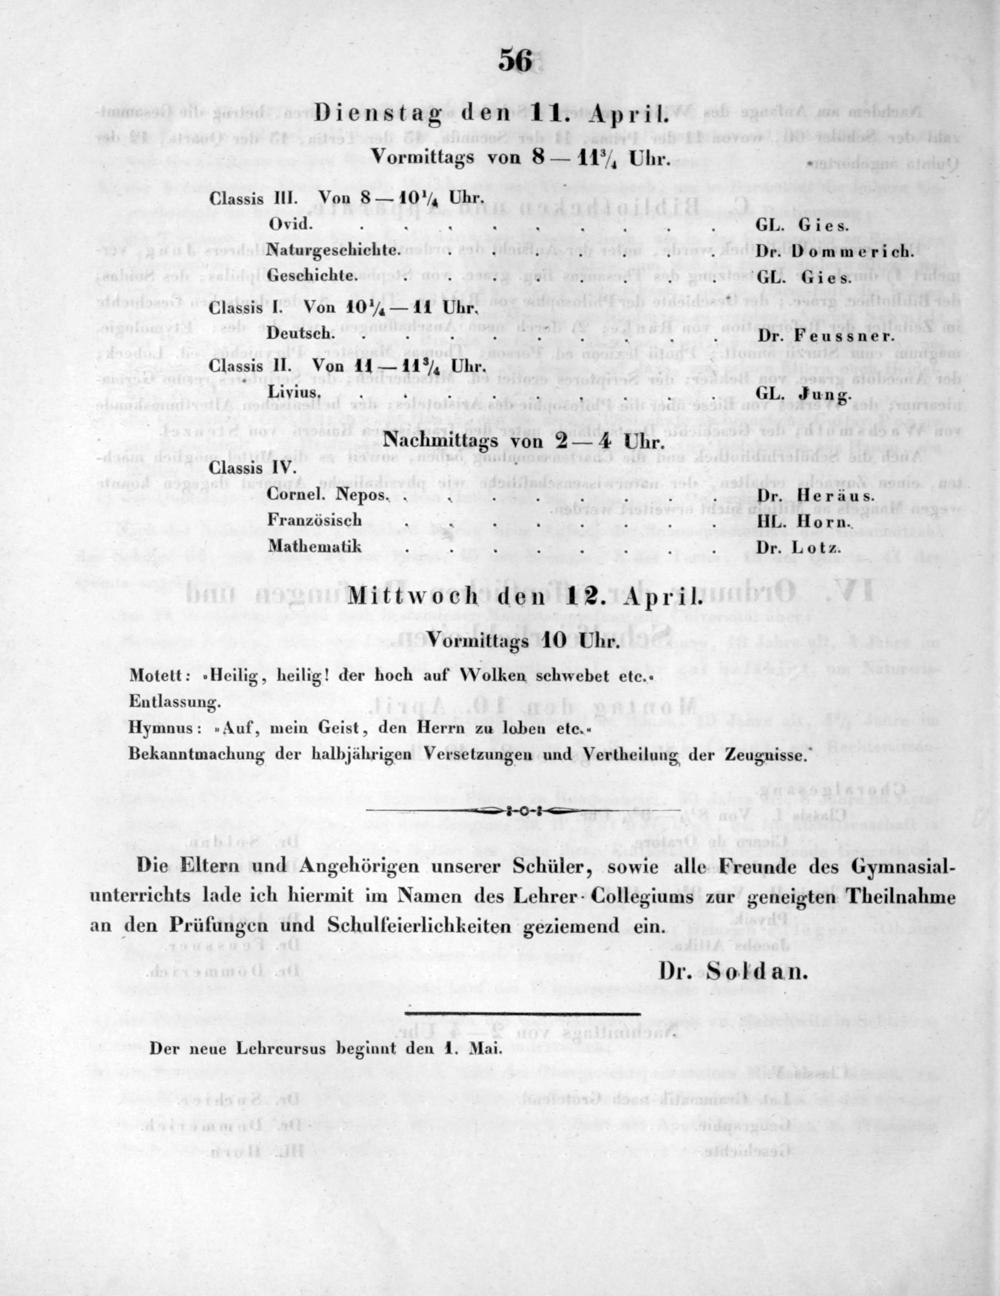 56
Dienstag den 11. April.
Vormittags von 8 — 11¾ Uhr.
Classis III. Von 8 — 10¼ Uhr.
Ovid. . . . . . . . . . GL. Gies.
Naturgeschichte. . . . . . . . Dr. Dommerich.
Geschichte. . . . . . . . . GL. Gies.
Classis I. Von 10¼ — 11 Uhr.
Deutsch. . . . . . . . . . Dr. Feussner.
Classis II. Von 11 — 11¾ Uhr.
Livius. . . . . . . . . . GL. Jung.
Nachmittags von 2 — 4 Uhr.
Classis IV.
Cornel. Nepos. . . . . . . . . Dr. Heräus.
Französisch . . . . . . . HL. Horn.
Mathematik . . . . . . . . Dr. Lotz.
Mittwoch den 12. April.
Vormittags 10 Uhr.
Motett: »Heilig, heilig! der hoch auf Wolken schwebet etc.«
Entlassung.
Hymnus: »Auf, mein Geist, den Herrn zu loben etc.«
Bekanntmachung der halbjährigen Versetzungen und Vertheilung der Zeugnisse.
Die Eltern und Angehörigen unserer Schüler, sowie alle Freunde des Gymnasial-
unterrichts lade ich hiermit im Namen des Lehrer-Collegiums zur geneigten Theilnahme
an den Prüfungen und Schulfeierlichkeiten geziemend ein.
Dr. Soldan.
Der neue Lehrcursus beginnt den 1. Mai.